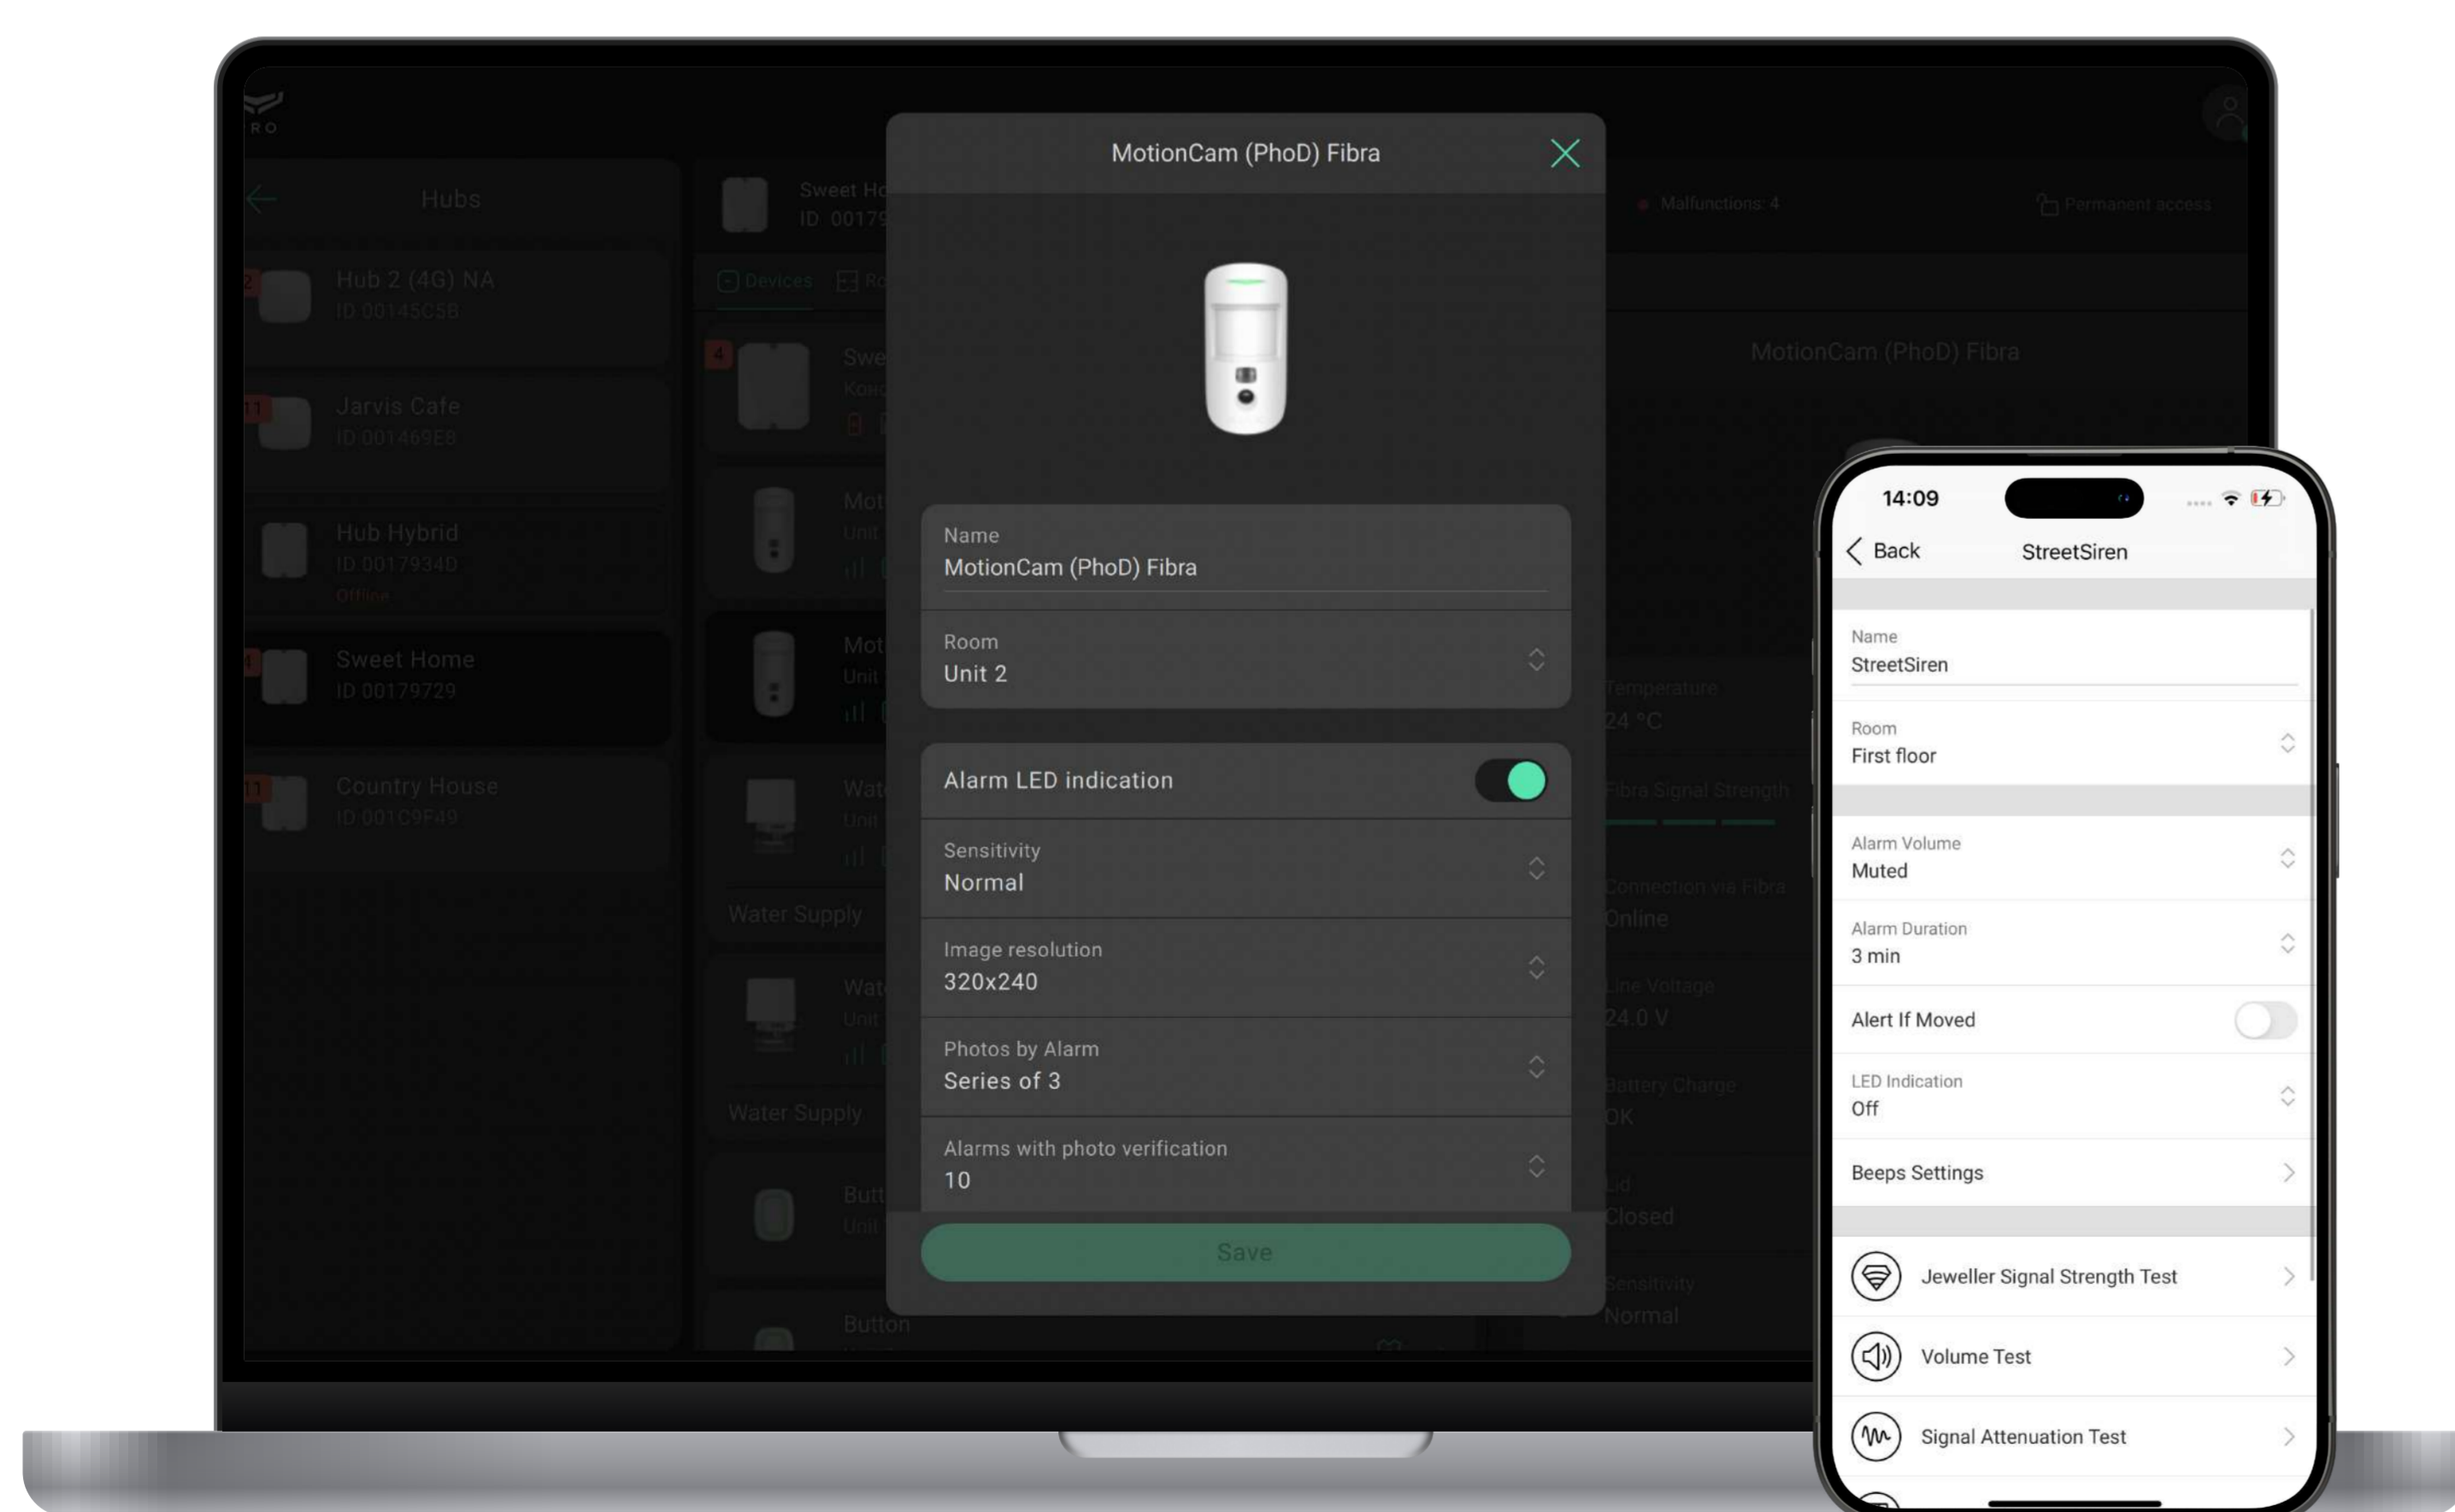 RO
Hubs
Hub 2 (4G) NA
ID:00145C5B
Jarvis Cafe
ID:001469E8
Hub Hybrid
ID:0017934D
Offline
Sweet Home
ID:00179729
Country House
ID:001C9F49
Malfunctions: 4
Permanent access
Devices
4
Water Supply
Water Supply
Button
MotionCam (PhoD) Fibra
Name
MotionCam (PhoD) Fibra
Room
Unit 2
Alarm LED indication
Sensitivity
Normal
Image resolution
320x240
Photos by Alarm
Series of 3
Alarms with photo verification
10
Save
MotionCam (PhoD) Fibra
Temperature
24 °C
Fibra Signal Strength
Connection via Fibra
Online
Line Voltage
24.0 V
Battery Charge
OK
Lid
Closed
Sensitivity
Normal
14:09
Back
StreetSiren
Name
StreetSiren
Room
First floor
Alarm Volume
Muted
Alarm Duration
3 min
Alert If Moved
LED Indication
Off
Beeps Settings
Jeweller Signal Strength Test
Volume Test
Signal Attenuation Test